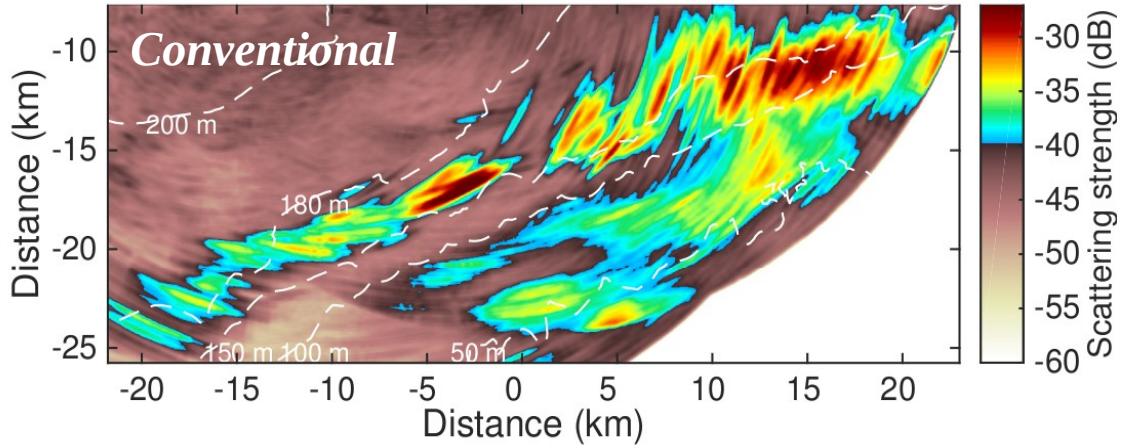 Conventional
Distance (km)
-10
-15
-20
-25
200 m
180 m
150 m
100 m
50 m
-20
-15
-10
-5
0
5
10
15
20
Distance (km)
-30
-35
-40
-45
-50
-55
-60
Scattering strength (dB)